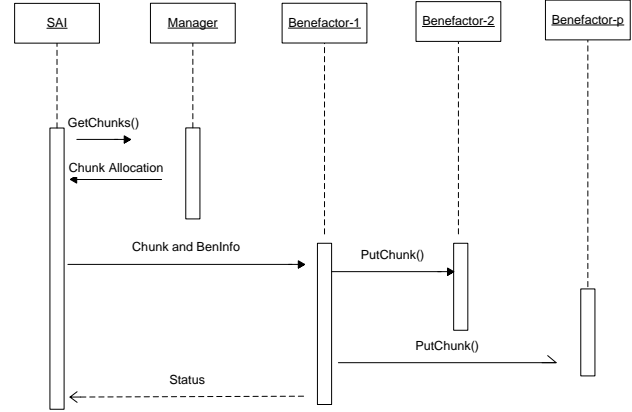 SAI
Manager
Benefactor-1
Benefactor-2
Benefactor-p
GetChunks()
Chunk Allocation
Chunk and BenInfo
PutChunk()
PutChunk()
Status